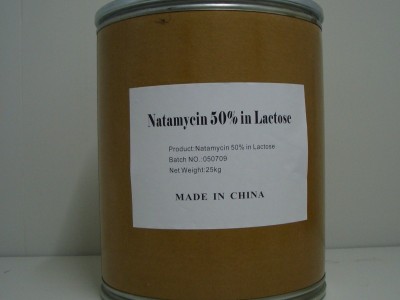 Natamycin 50% in Lactose
Product:Natamycin 50% in Lactose
Batch NO.:050709
Net Weight:25kg
MADE IN CHINA